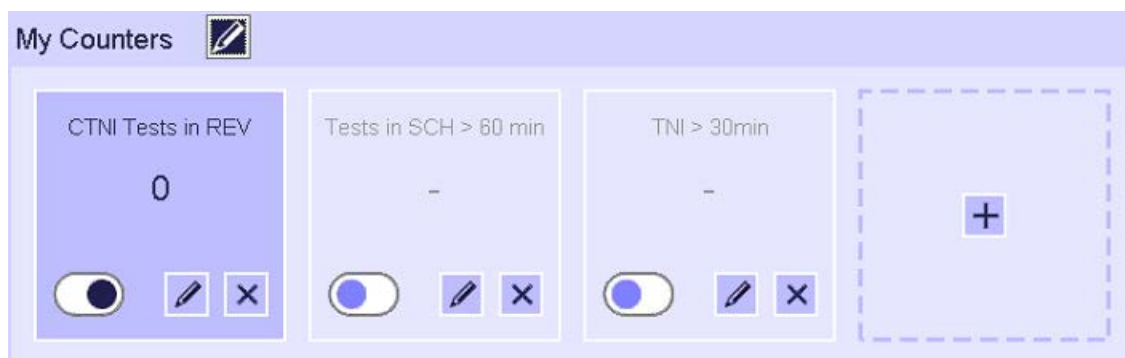 My Counters
CTNI Tests in REV
0
Tests in SCH > 60 min
-
TNI > 30min
-